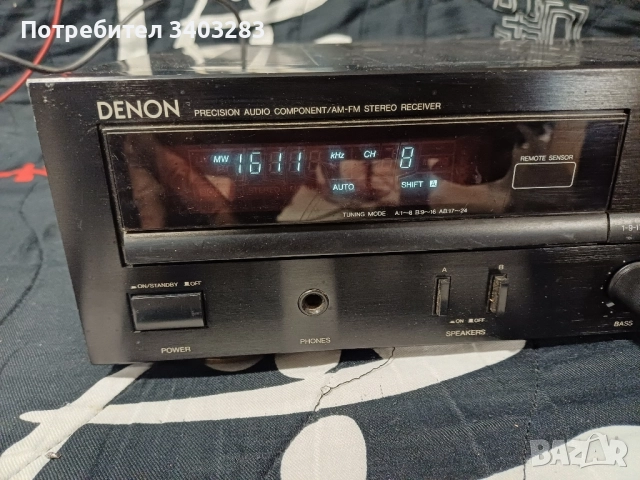 Потребител 3403283
DENON PRECISION AUDIO COMPONENT/AM-FM STEREO RECEIVER
MW 1611 kHz CH 8
AUTO SHIFT A
REMOTE SENSOR
TUNING MODE A:1~8 B:9~16 AB:17~24
ON/STANDBY OFF
A B
ON OFF
POWER PHONES SPEAKERS BASS
BAZAR